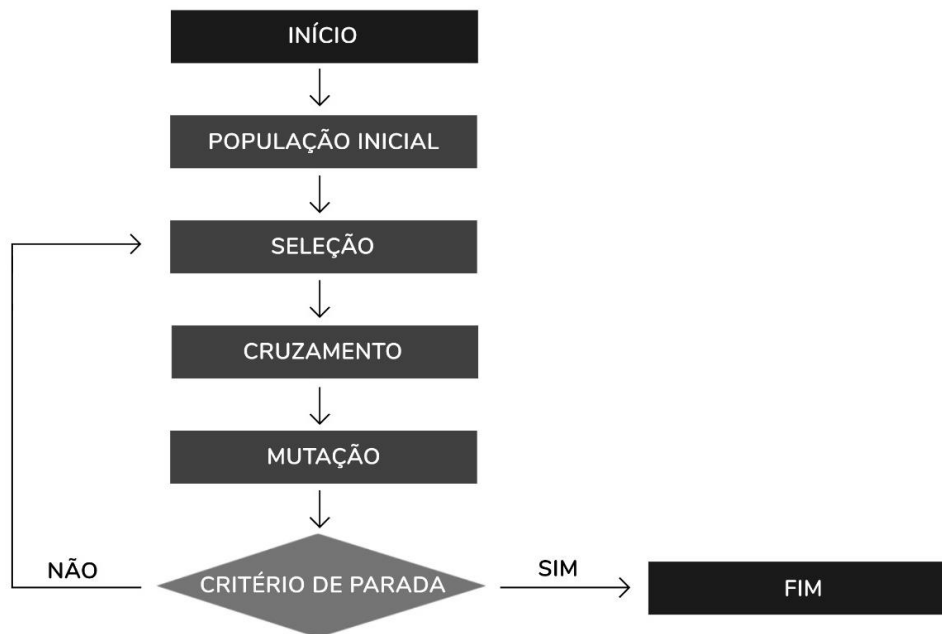 INÍCIO
POPULAÇÃO INICIAL
SELEÇÃO
CRUZAMENTO
MUTAÇÃO
CRITÉRIO DE PARADA
NÃO
SIM
FIM